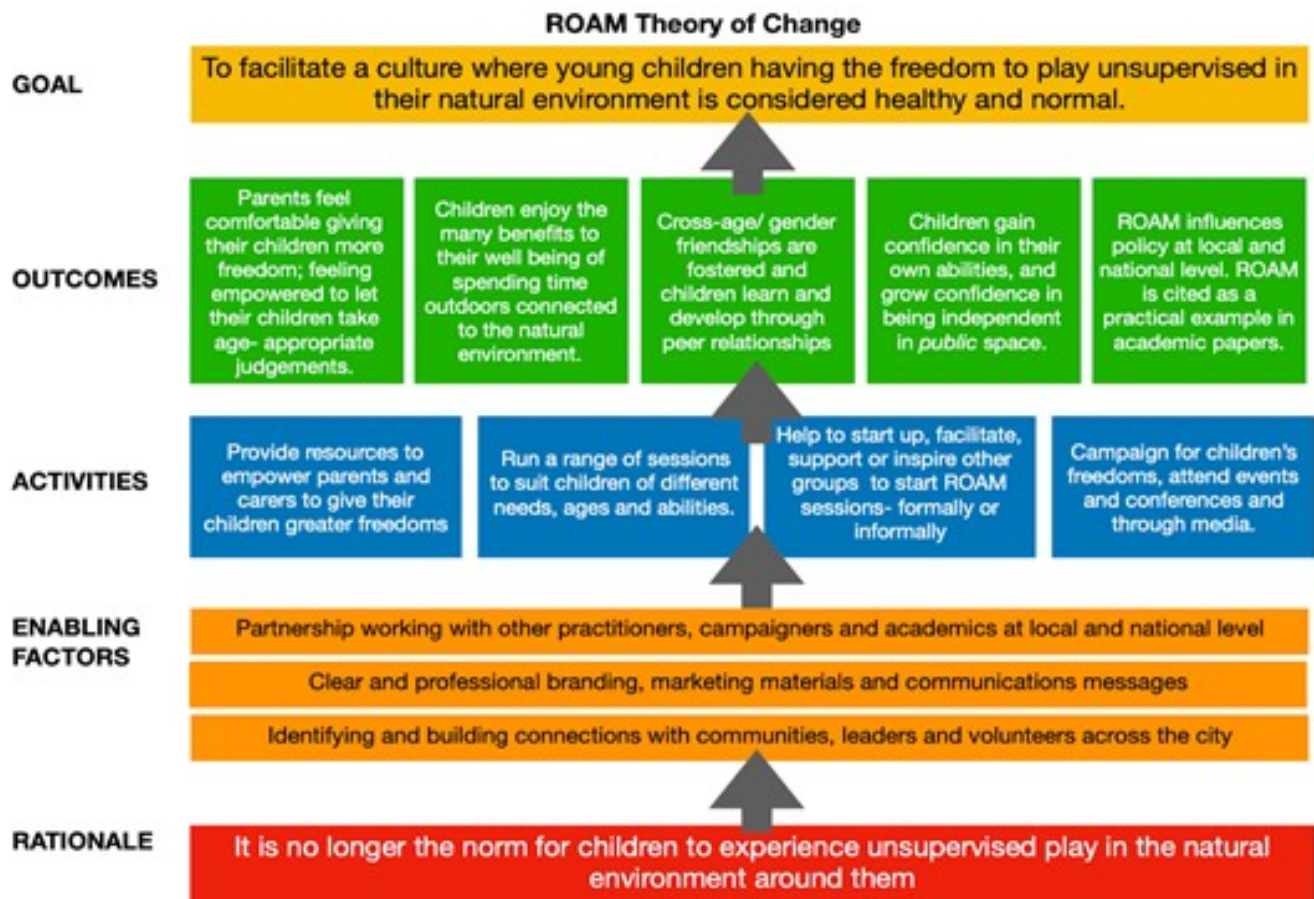 ROAM Theory of Change
GOAL
To facilitate a culture where young children having the freedom to play unsupervised in
their natural environment is considered healthy and normal.
OUTCOMES
Parents feel
comfortable giving
their children more
freedom; feeling
empowered to let
their children take
age- appropriate
judgements.
Children enjoy the
many benefits to
their well being of
spending time
outdoors connected
to the natural
environment.
Cross-age/ gender
friendships are
fostered and
children learn and
develop through
peer relationships
Children gain
confidence in their
own abilities, and
grow confidence in
being independent
in public space.
ROAM influences
policy at local and
national level. ROAM
is cited as a
practical example in
academic papers.
ACTIVITIES
Provide resources to
empower parents and
carers to give their
children greater freedoms
Run a range of sessions
to suit children of different
needs, ages and abilities.
Help to start up, facilitate,
support or inspire other
groups to start ROAM
sessions- formally or
informally
Campaign for children's
freedoms, attend events
and conferences and
through media.
ENABLING
FACTORS
Partnership working with other practitioners, campaigners and academics at local and national level
Clear and professional branding, marketing materials and communications messages
Identifying and building connections with communities, leaders and volunteers across the city
RATIONALE
It is no longer the norm for children to experience unsupervised play in the natural
environment around them